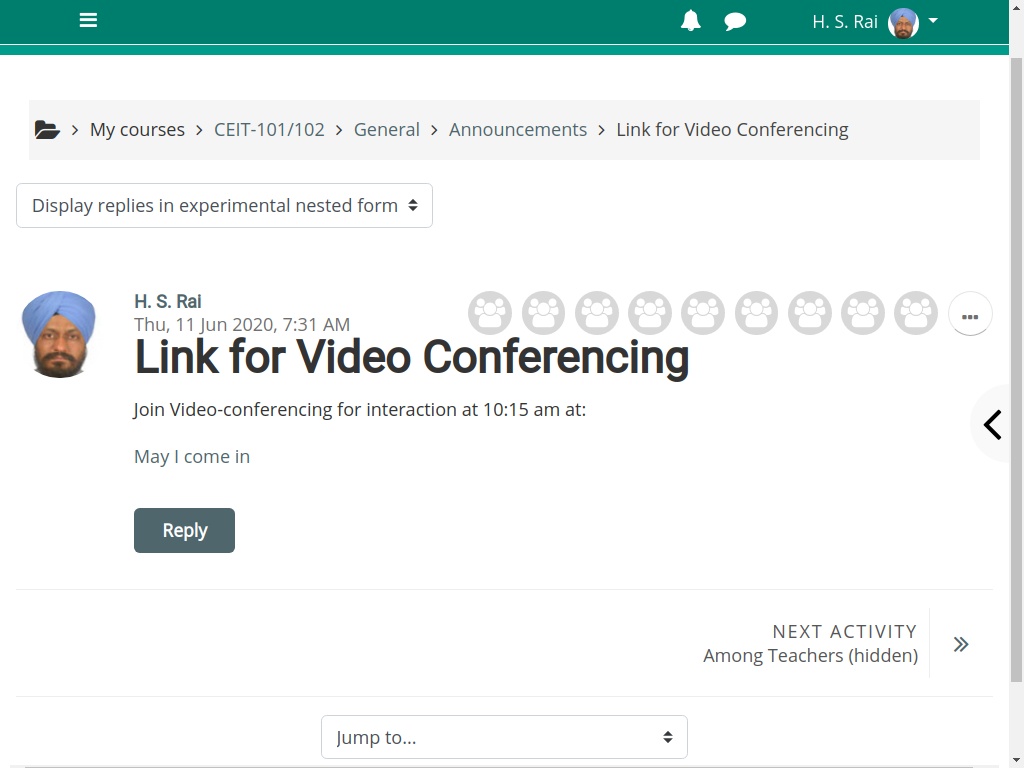 H. S. Rai
My courses > CEIT-101/102 > General > Announcements > Link for Video Conferencing
Display replies in experimental nested form
H. S. Rai
Thu, 11 Jun 2020, 7:31 AM
Link for Video Conferencing
Join Video-conferencing for interaction at 10:15 am at:
May I come in
Reply
NEXT ACTIVITY
Among Teachers (hidden)
Jump to...